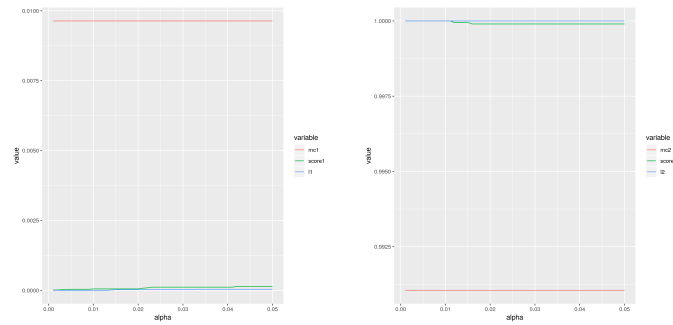 0.0100
0.0075
0.0050
0.0025
0.0000
value
0.00
0.01
0.02
0.03
0.04
0.05
alpha
variable
mc1
score1
l1
1.0000
0.9975
0.9950
0.9925
value
0.00
0.01
0.02
0.03
0.04
0.05
alpha
variable
mc2
score2
l2